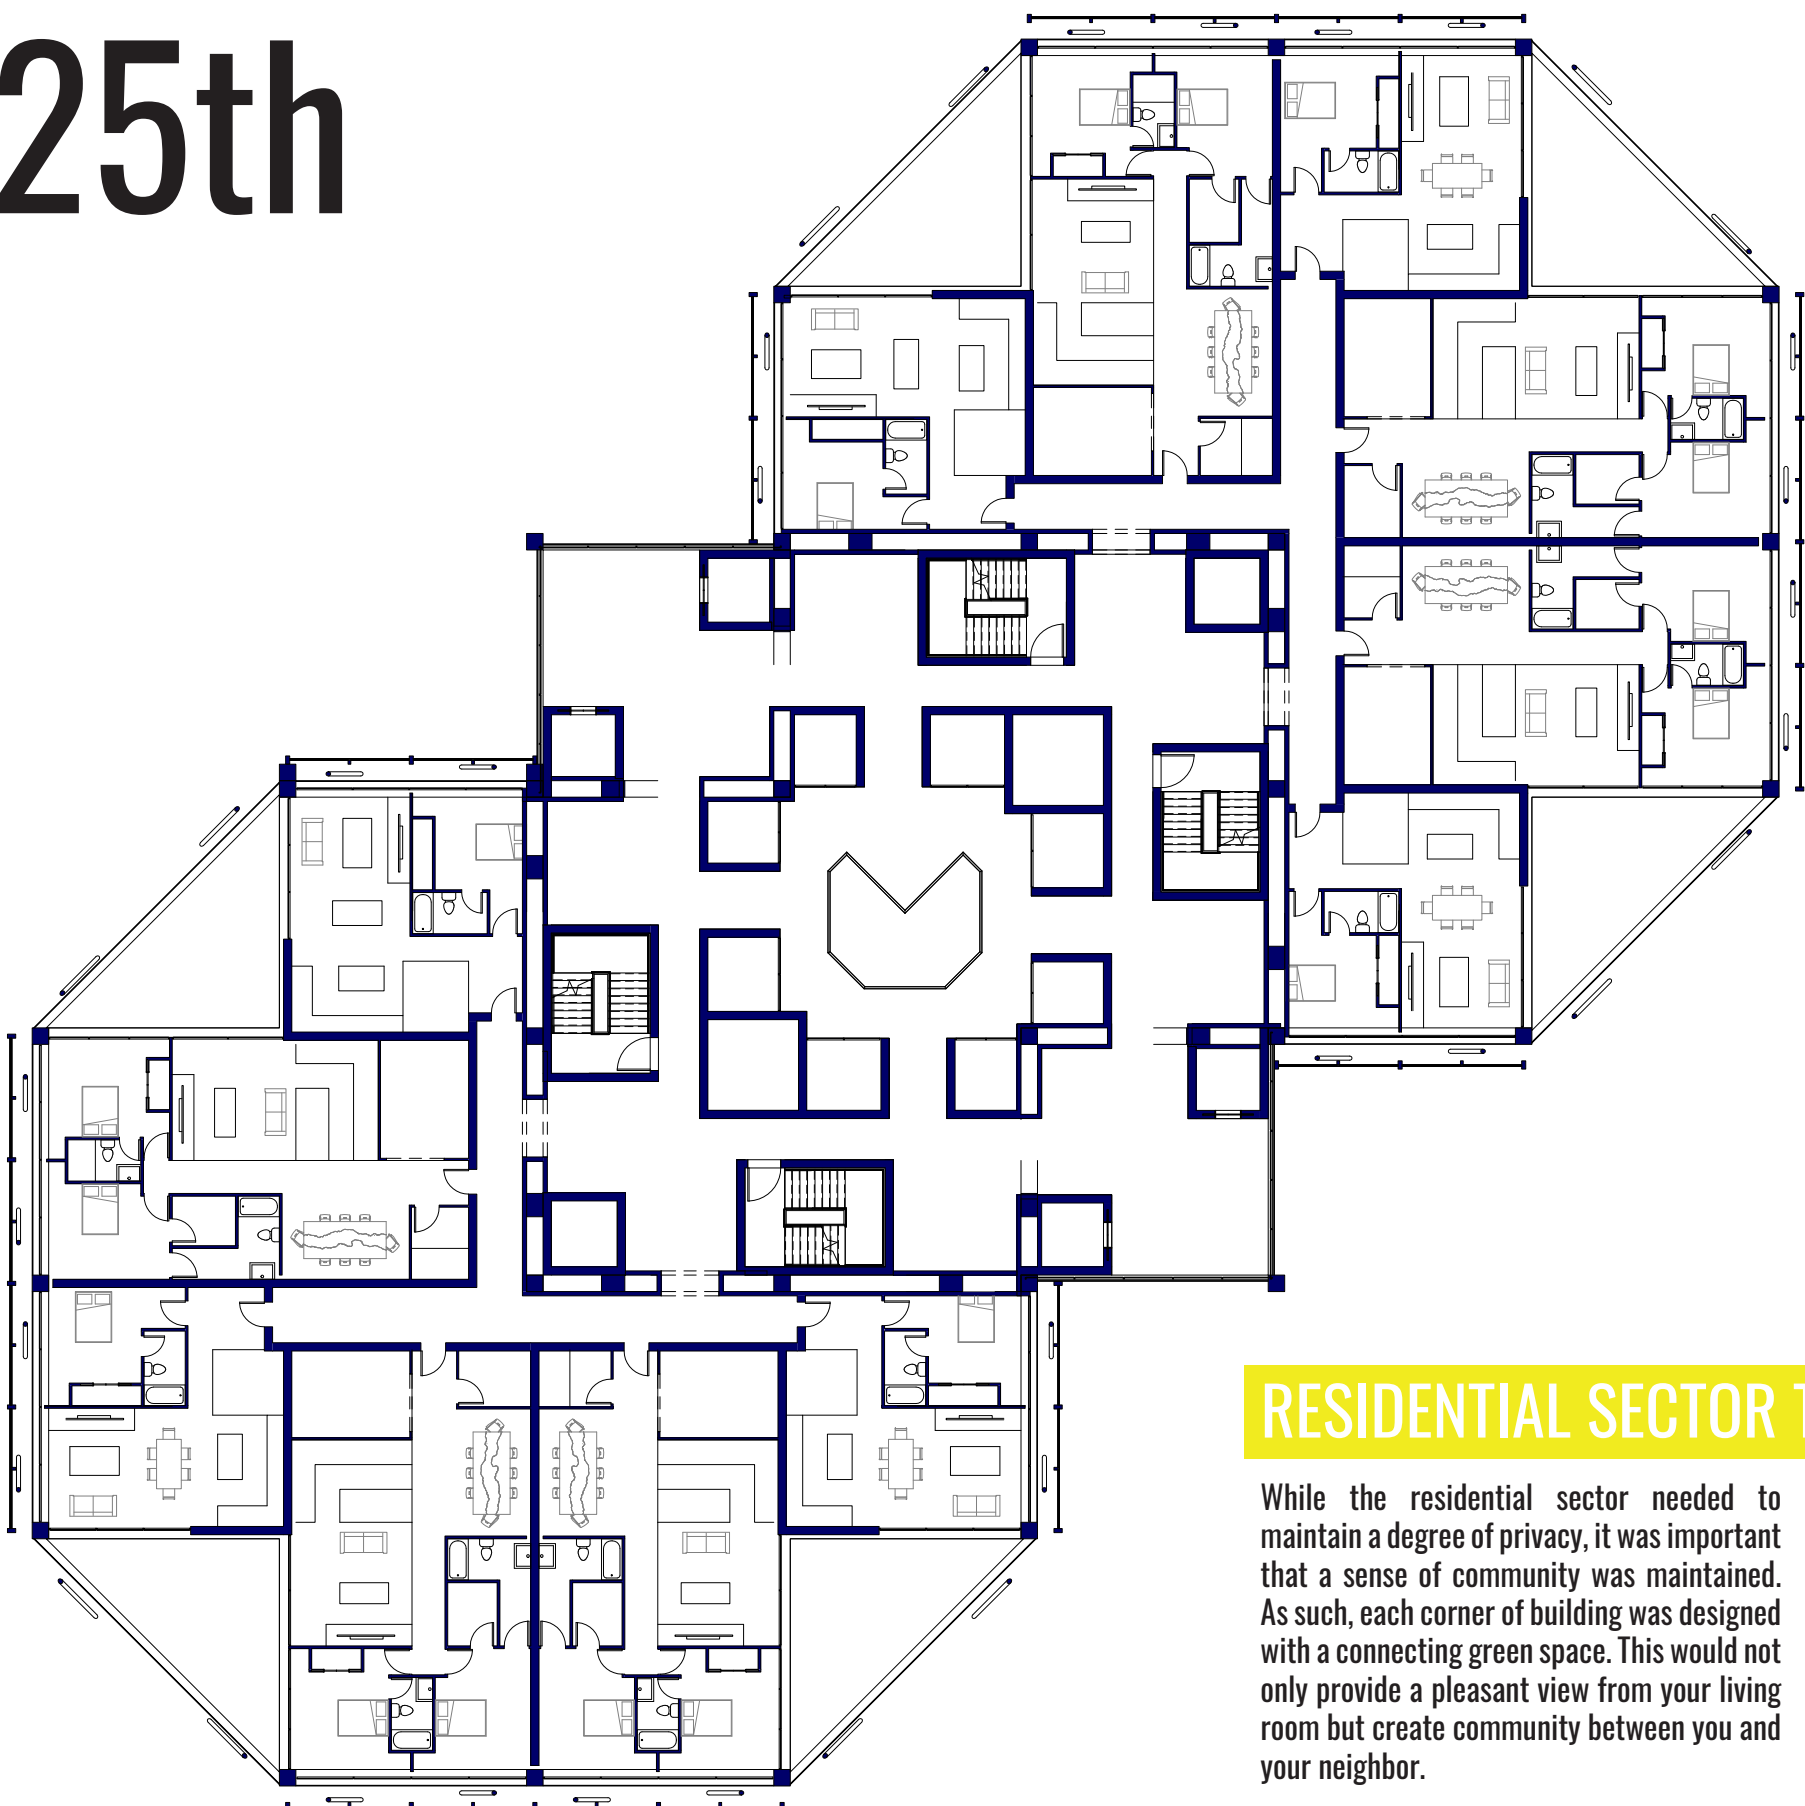 25th
RESIDENTIAL SECTOR
While the residential sector needed to
maintain a degree of privacy, it was important
that a sense of community was maintained.
As such, each corner of building was designed
with a connecting green space. This would not
only provide a pleasant view from your living
room but create community between you and
your neighbor.